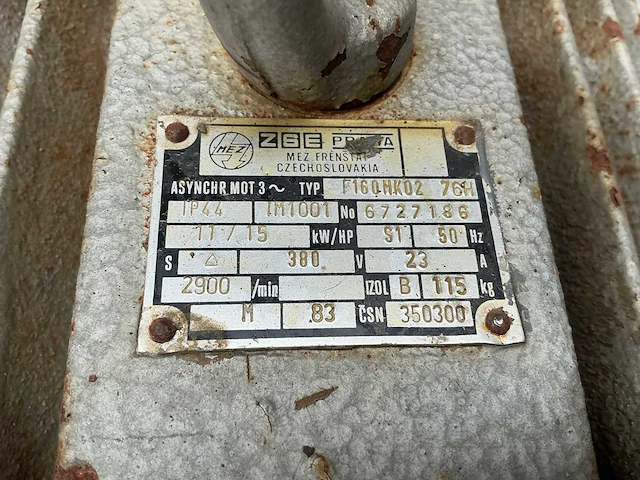 MEZ ZSE PRAHA
MEZ FRENŠTÁT
CZECHOSLOVAKIA
ASYNCHR MOT 3 ~ TYP F160MK02 76H
IP44 IM1001 No 6727186
11/15 kW/HP S1 50 Hz
S △ 380 V 23 A
2900 /min IZOL B 115 kg
M 83 ČSN 350300